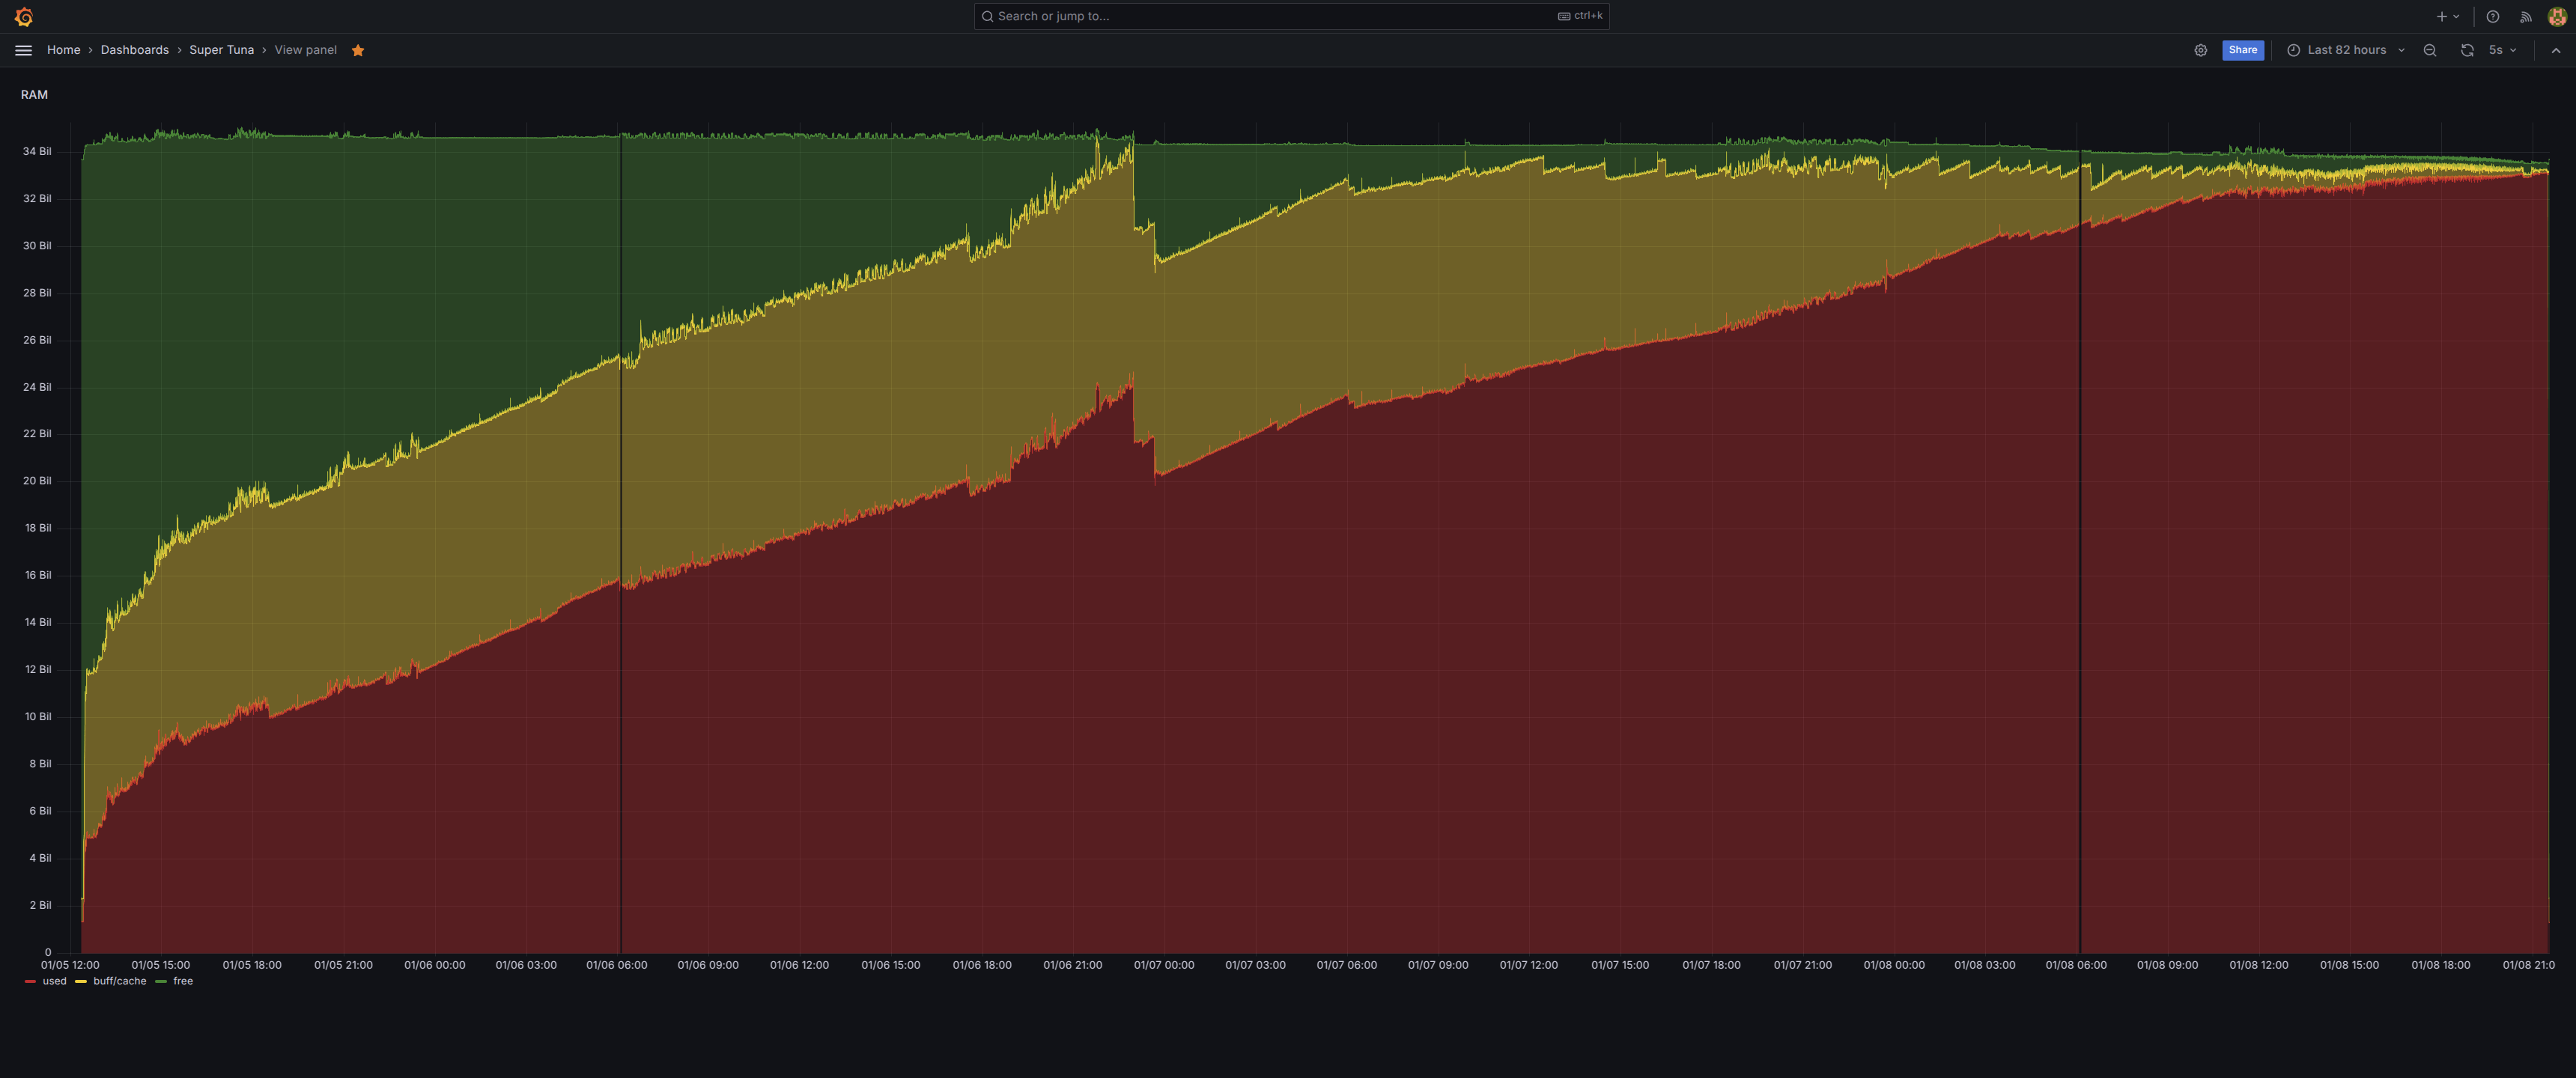 Search or jump to... ctrl+k
Home › Dashboards › Super Tuna › View panel Share Last 82 hours 5s
RAM
34 Bil
32 Bil
30 Bil
28 Bil
26 Bil
24 Bil
22 Bil
20 Bil
18 Bil
16 Bil
14 Bil
12 Bil
10 Bil
8 Bil
6 Bil
4 Bil
2 Bil
0
01/05 12:00 01/05 15:00 01/05 18:00 01/05 21:00 01/06 00:00 01/06 03:00 01/06 06:00 01/06 09:00 01/06 12:00 01/06 15:00 01/06 18:00 01/06 21:00 01/07 00:00 01/07 03:00 01/07 06:00 01/07 09:00 01/07 12:00 01/07 15:00 01/07 18:00 01/07 21:00 01/08 00:00 01/08 03:00 01/08 06:00 01/08 09:00 01/08 12:00 01/08 15:00 01/08 18:00 01/08 21:0
used buff/cache free